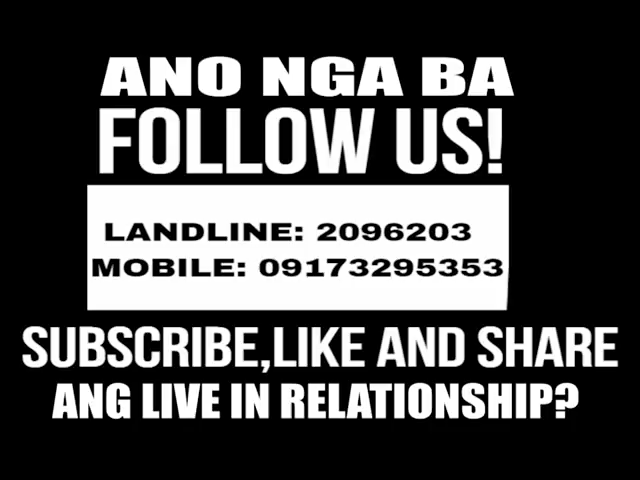 ANO NGA BA
FOLLOW US!
LANDLINE: 2096203
MOBILE: 09173295353
SUBSCRIBE,LIKE AND SHARE
ANG LIVE IN RELATIONSHIP?